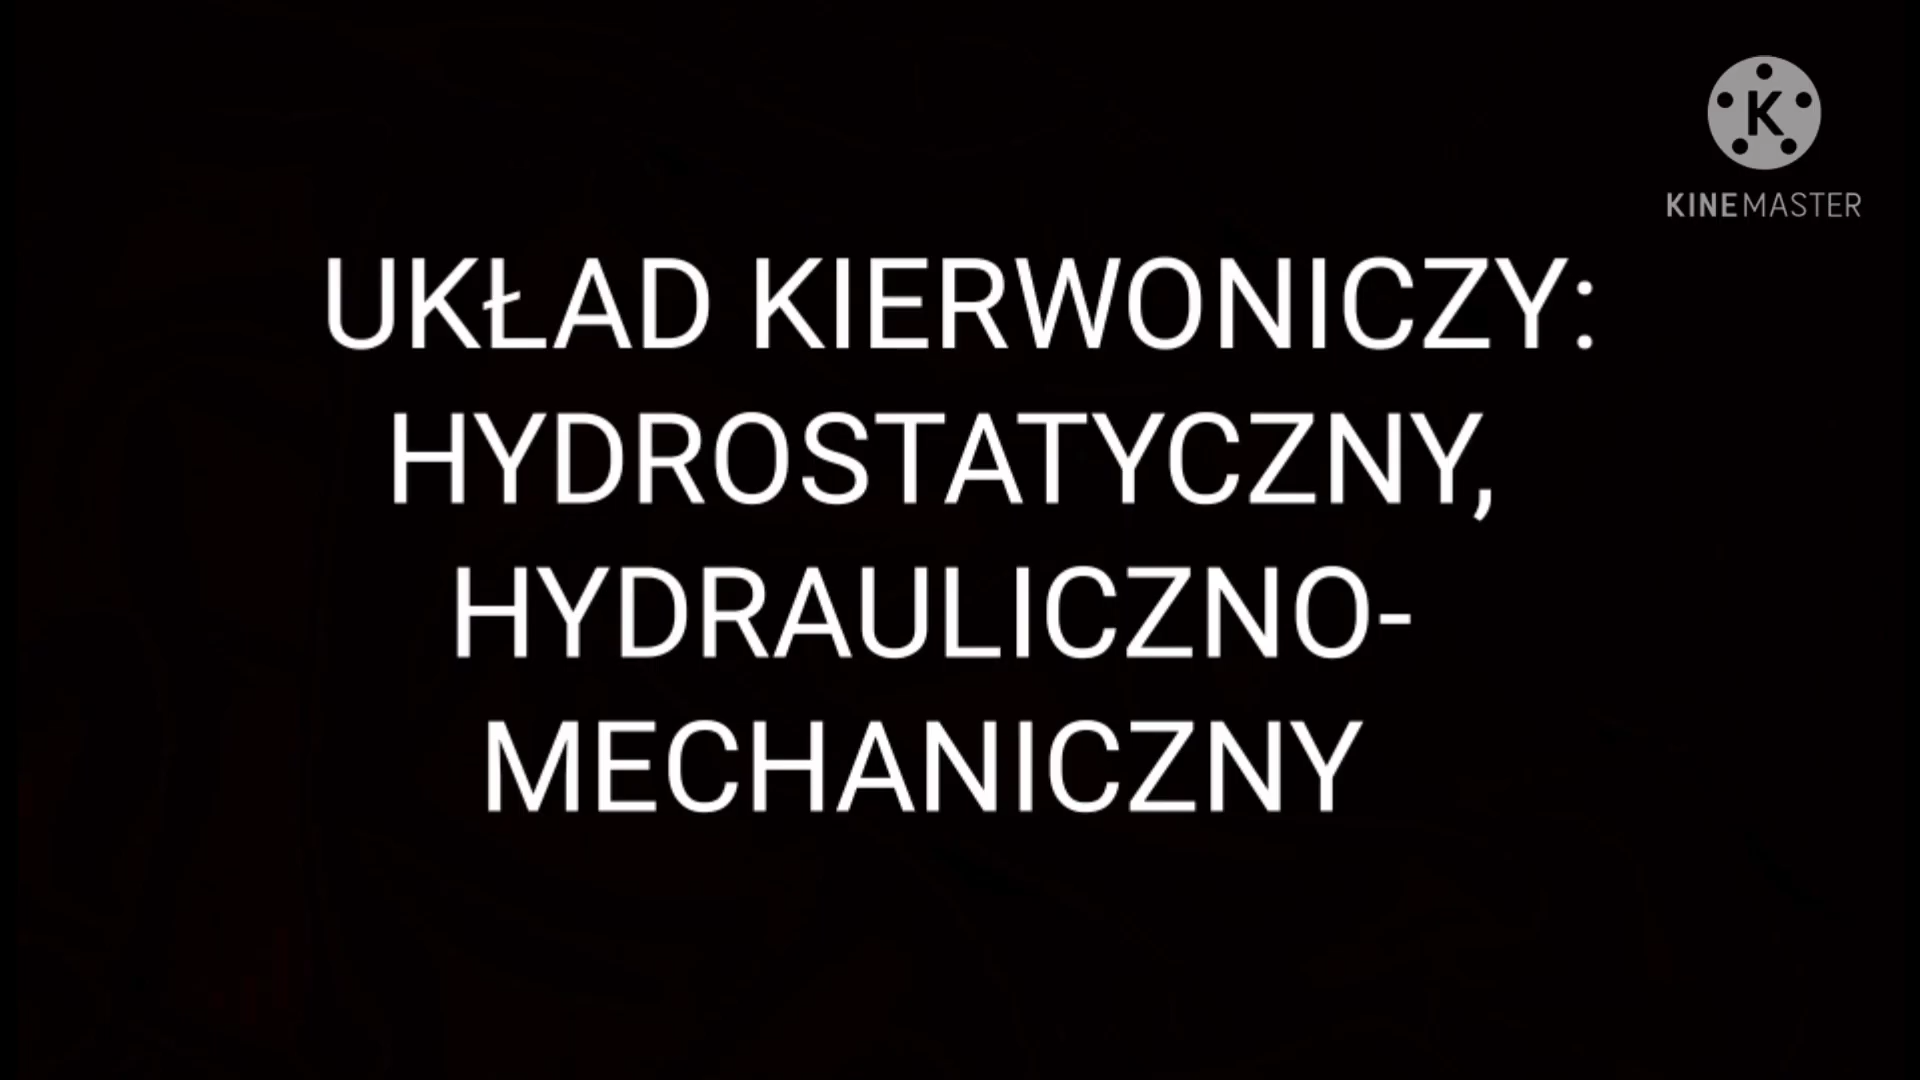 K
KINEMASTER
UKŁAD KIERWONICZY:
HYDROSTATYCZNY,
HYDRAULICZNO-
MECHANICZNY